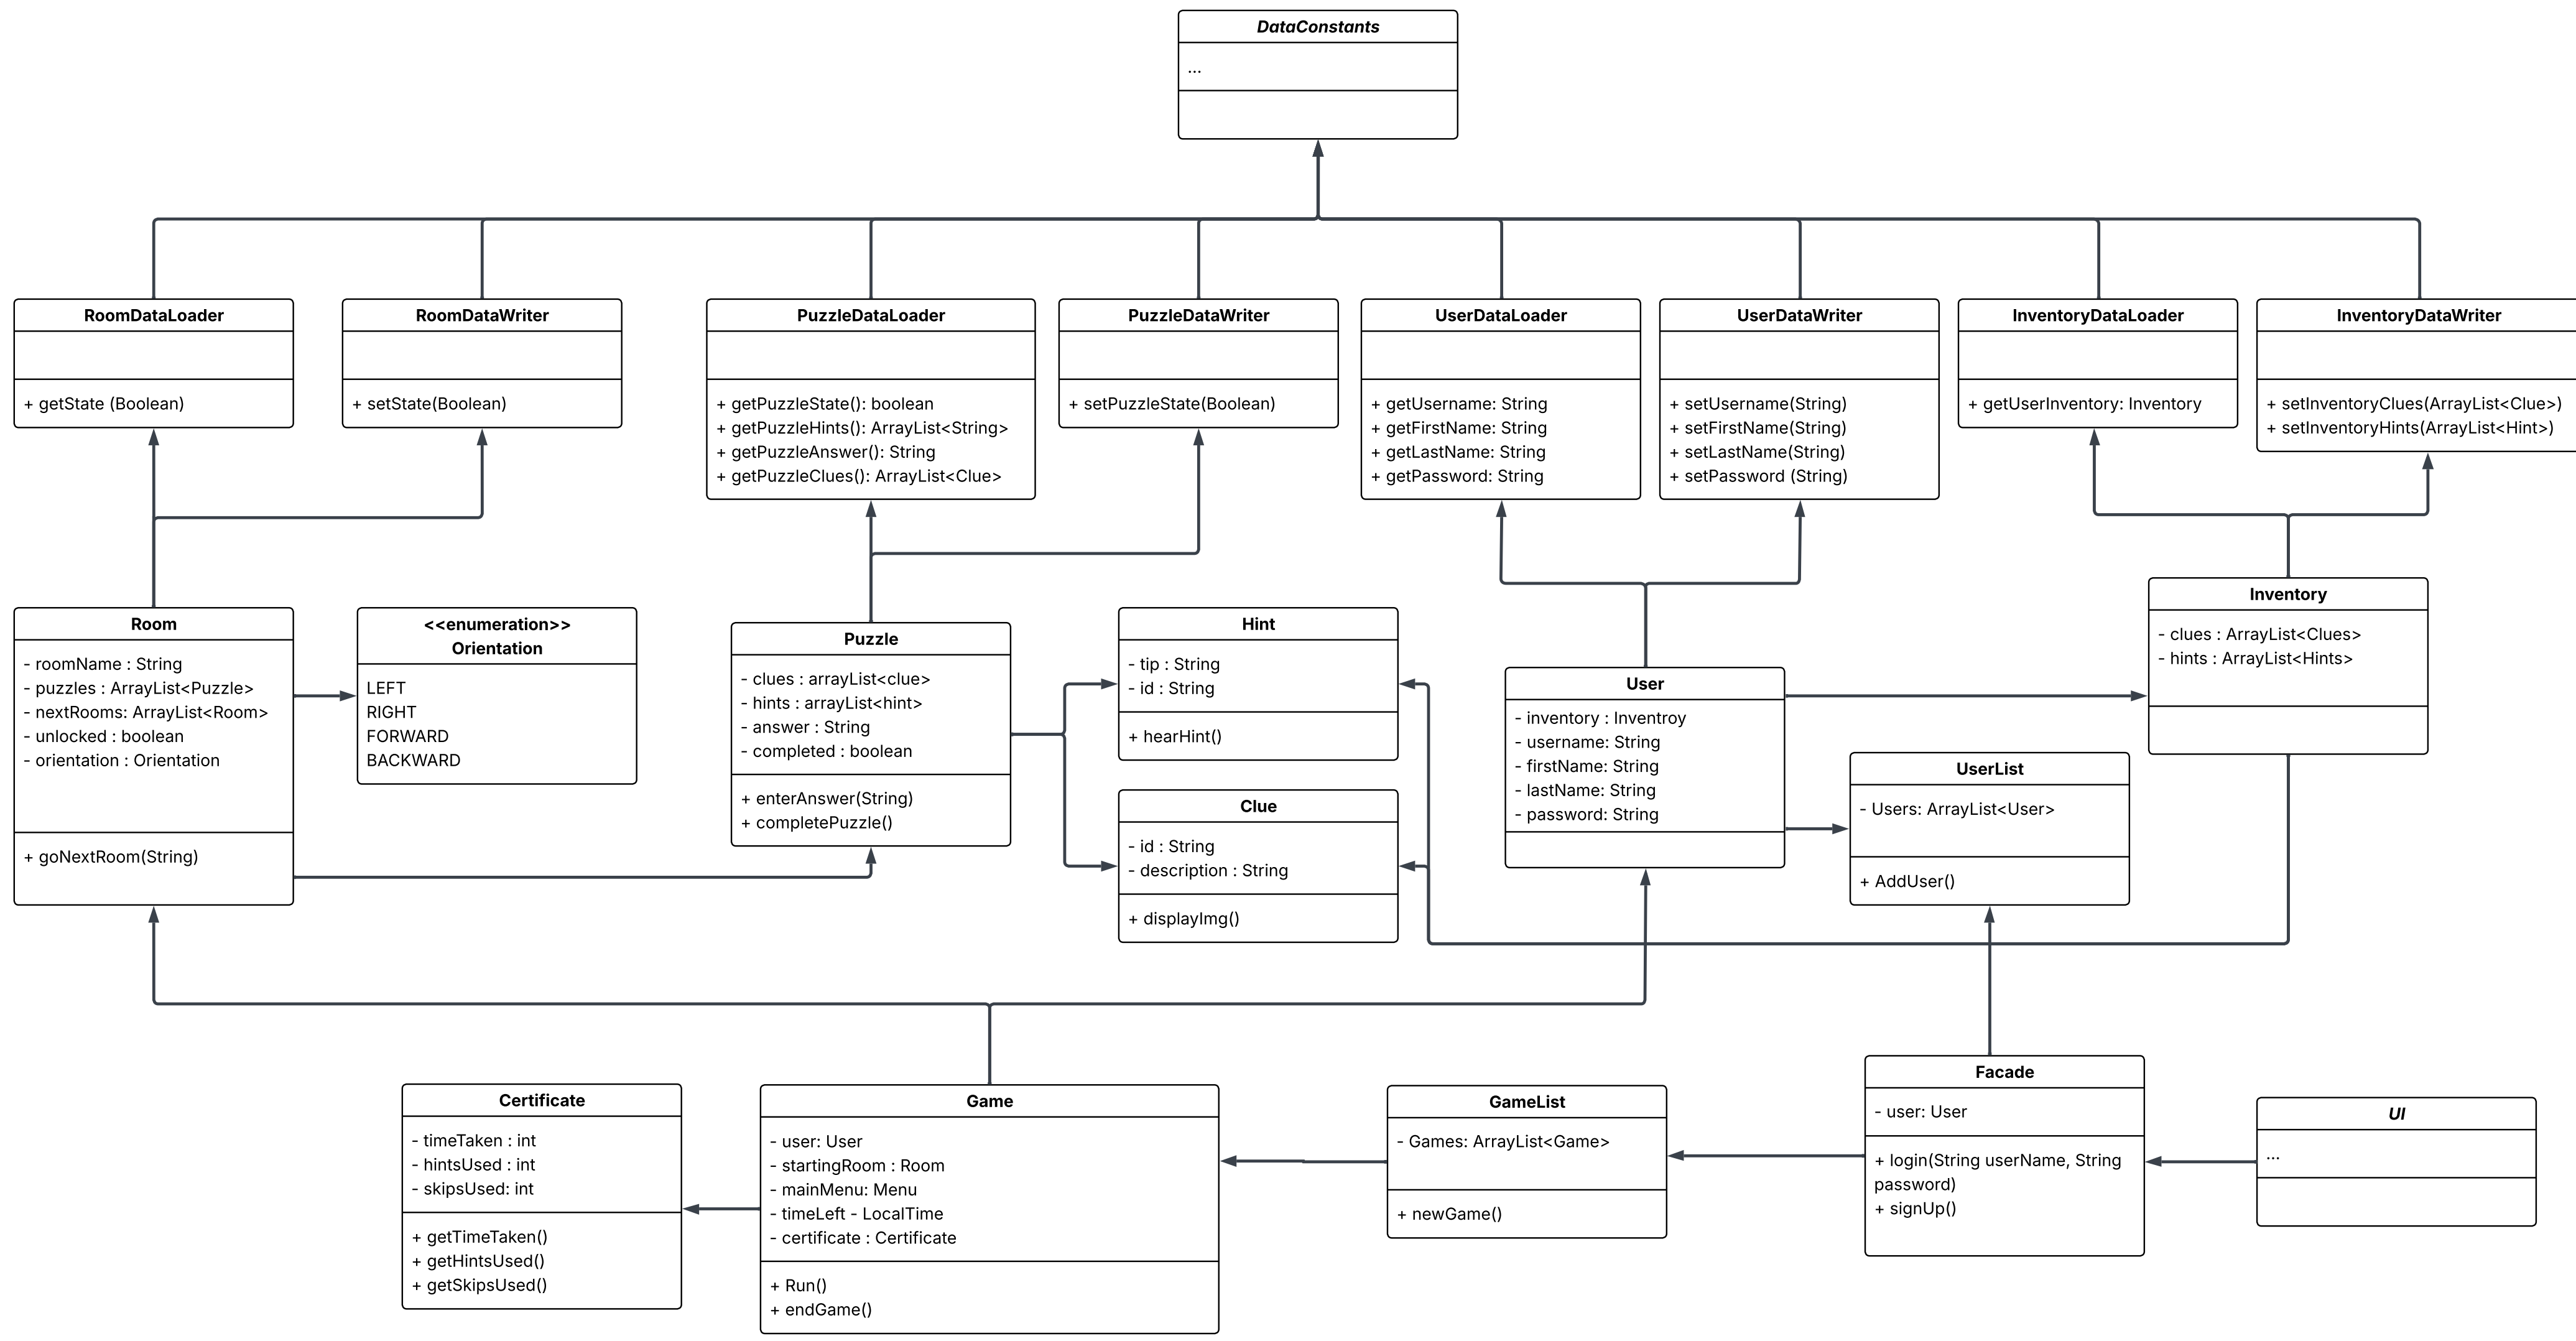 DataConstants
...
RoomDataLoader
+ getState (Boolean)
RoomDataWriter
+ setState(Boolean)
PuzzleDataLoader
+ getPuzzleState(): boolean
+ getPuzzleHints(): ArrayList<String>
+ getPuzzleAnswer(): String
+ getPuzzleClues(): ArrayList<Clue>
PuzzleDataWriter
+ setPuzzleState(Boolean)
UserDataLoader
+ getUsername: String
+ getFirstName: String
+ getLastName: String
+ getPassword: String
UserDataWriter
+ setUsername(String)
+ setFirstName(String)
+ setLastName(String)
+ setPassword (String)
InventoryDataLoader
+ getUserInventory: Inventory
InventoryDataWriter
+ setInventoryClues(ArrayList<Clue>)
+ setInventoryHints(ArrayList<Hint>)
Room
- roomName : String
- puzzles : ArrayList<Puzzle>
- nextRooms: ArrayList<Room>
- unlocked : boolean
- orientation : Orientation
+ goNextRoom(String)
<<enumeration>>
Orientation
LEFT
RIGHT
FORWARD
BACKWARD
Puzzle
- clues : arrayList<clue>
- hints : arrayList<hint>
- answer : String
- completed : boolean
+ enterAnswer(String)
+ completePuzzle()
Hint
- tip : String
- id : String
+ hearHint()
Clue
- id : String
- description : String
+ displayImg()
User
- inventory : Inventroy
- username: String
- firstName: String
- lastName: String
- password: String
Inventory
- clues : ArrayList<Clues>
- hints : ArrayList<Hints>
UserList
- Users: ArrayList<User>
+ AddUser()
Certificate
- timeTaken : int
- hintsUsed : int
- skipsUsed: int
+ getTimeTaken()
+ getHintsUsed()
+ getSkipsUsed()
Game
- user: User
- startingRoom : Room
- mainMenu: Menu
- timeLeft - LocalTime
- certificate : Certificate
+ Run()
+ endGame()
GameList
- Games: ArrayList<Game>
+ newGame()
Facade
- user: User
+ login(String userName, String
password)
+ signUp()
UI
...